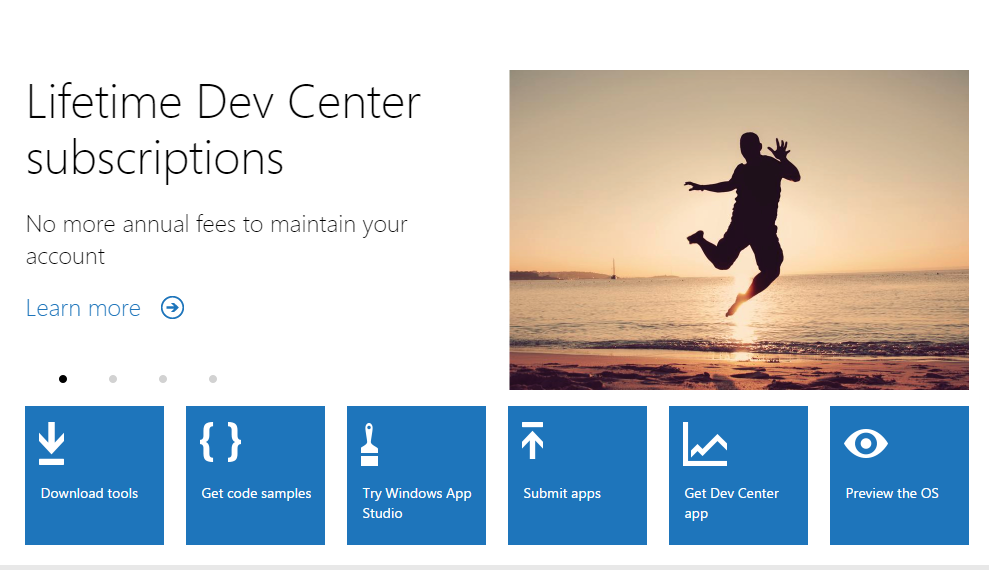 Lifetime Dev Center
subscriptions
No more annual fees to maintain your
account
Learn more
Download tools
Get code samples
Try Windows App
Studio
Submit apps
Get Dev Center
app
Preview the OS